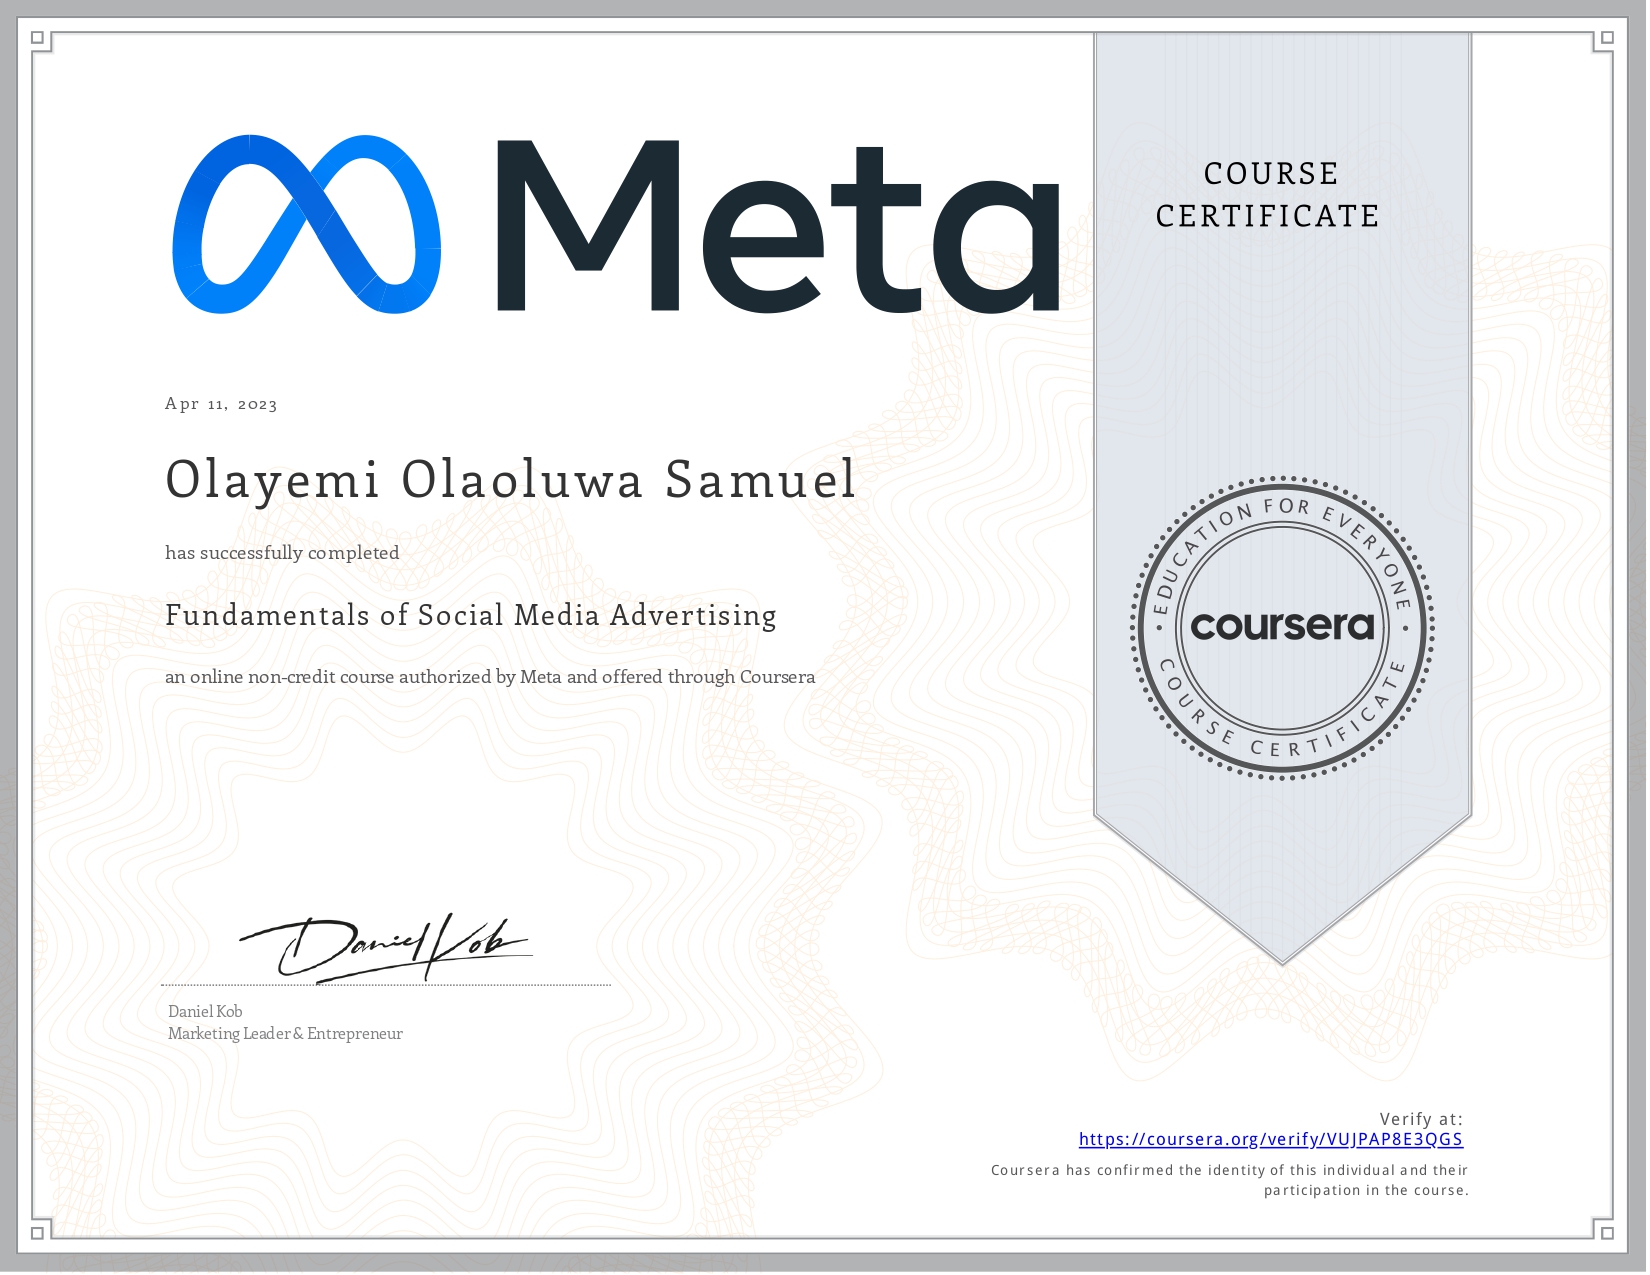 Meta
COURSE
CERTIFICATE
Apr 11, 2023
Olayemi Olaoluwa Samuel
has successfully completed
Fundamentals of Social Media Advertising
an online non-credit course authorized by Meta and offered through Coursera
• EDUCATION FOR EVERYONE •
coursera
COURSE CERTIFICATE
Daniel Kob
Daniel Kob
Marketing Leader & Entrepreneur
Verify at:
https://coursera.org/verify/VUJPAP8E3QGS
Coursera has confirmed the identity of this individual and their
participation in the course.